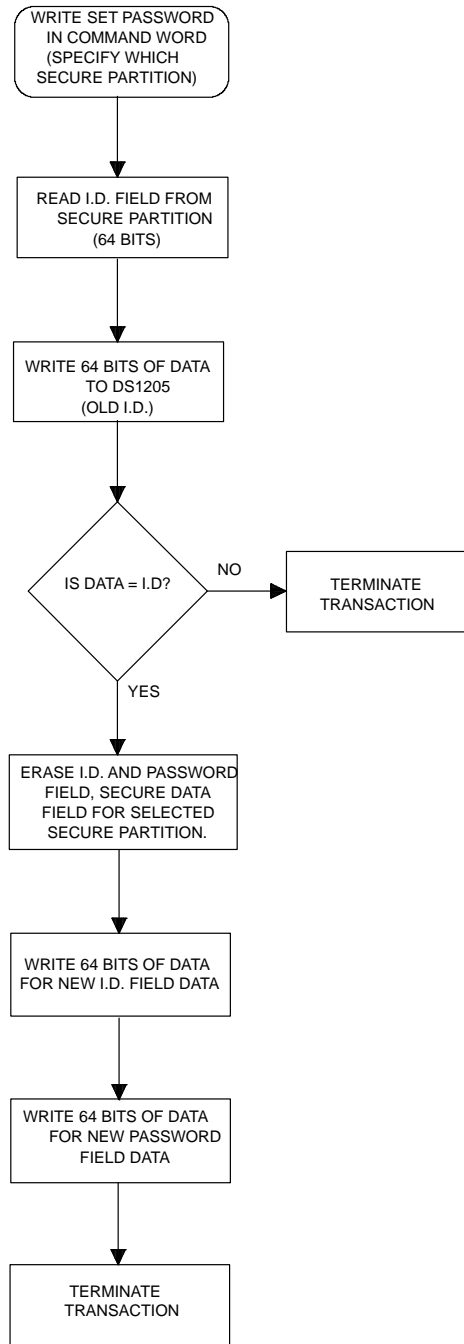 WRITE SET PASSWORD
IN COMMAND WORD
(SPECIFY WHICH
SECURE PARTITION)
READ I.D. FIELD FROM
SECURE PARTITION
(64 BITS)
WRITE 64 BITS OF DATA
TO DS1205
(OLD I.D.)
IS DATA = I.D?
NO
TERMINATE
TRANSACTION
YES
ERASE I.D. AND PASSWORD
FIELD, SECURE DATA
FIELD FOR SELECTED
SECURE PARTITION.
WRITE 64 BITS OF DATA
FOR NEW I.D. FIELD DATA
WRITE 64 BITS OF DATA
FOR NEW PASSWORD
FIELD DATA
TERMINATE
TRANSACTION